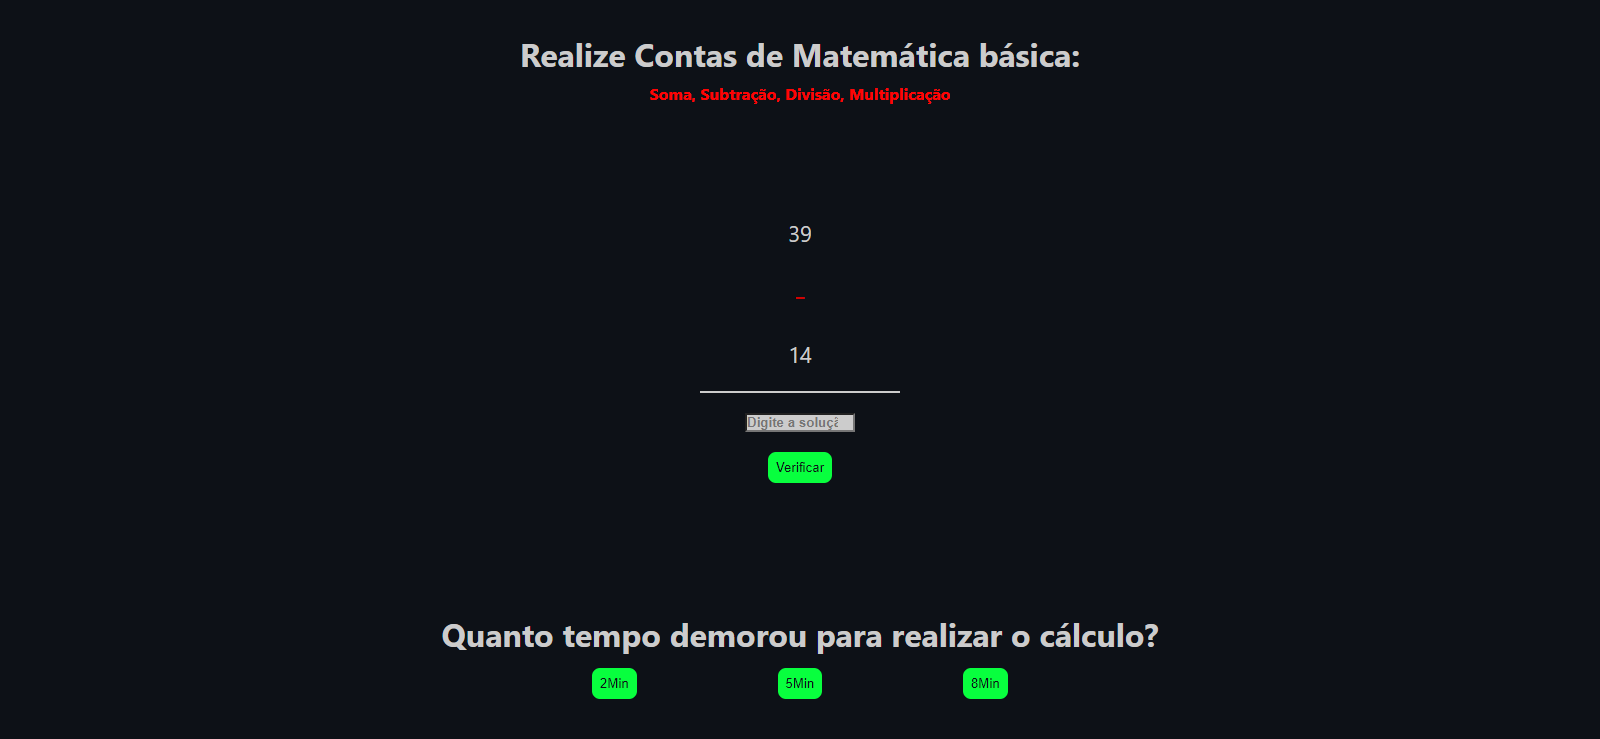 Realize Contas de Matemática básica:
Soma, Subtração, Divisão, Multiplicação
39
-
14
Digite a soluçã
Verificar
Quanto tempo demorou para realizar o cálculo?
2Min 5Min 8Min